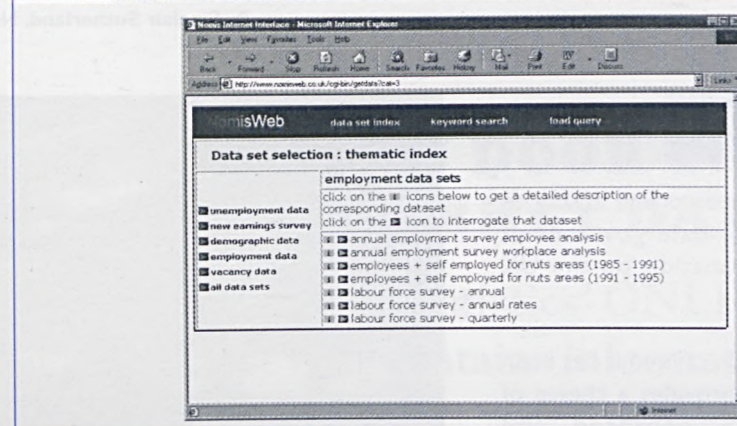 Nomis Internet Interface - Microsoft Internet Explorer
File Edit View Favorites Tools Help
Back Forward Stop Refresh Home Search Favorites History Mail Print Edit Discuss
Address http://www.nomisweb.co.uk/cgi-bin/getdata?cat=3 Links
NomisWeb data set index keyword search load query
Data set selection : thematic index
employment data sets
click on the icons below to get a detailed description of the
corresponding dataset
click on the icon to interrogate that dataset
unemployment data
new earnings survey
demographic data
employment data
vacancy data
all data sets
annual employment survey employee analysis
annual employment survey workplace analysis
employees + self employed for nuts areas (1985 - 1991)
employees + self employed for nuts areas (1991 - 1995)
labour force survey - annual
labour force survey - annual rates
labour force survey - quarterly
Internet